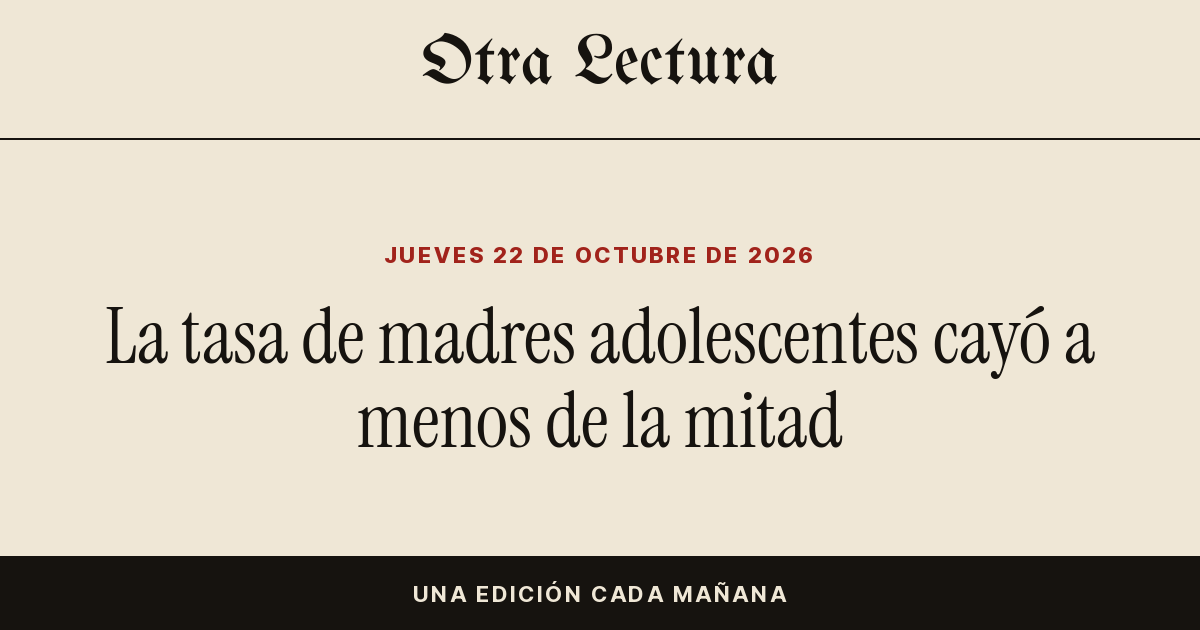 Otra Lectura
JUEVES 22 DE OCTUBRE DE 2026
La tasa de madres adolescentes cayó a
menos de la mitad
UNA EDICIÓN CADA MAÑANA